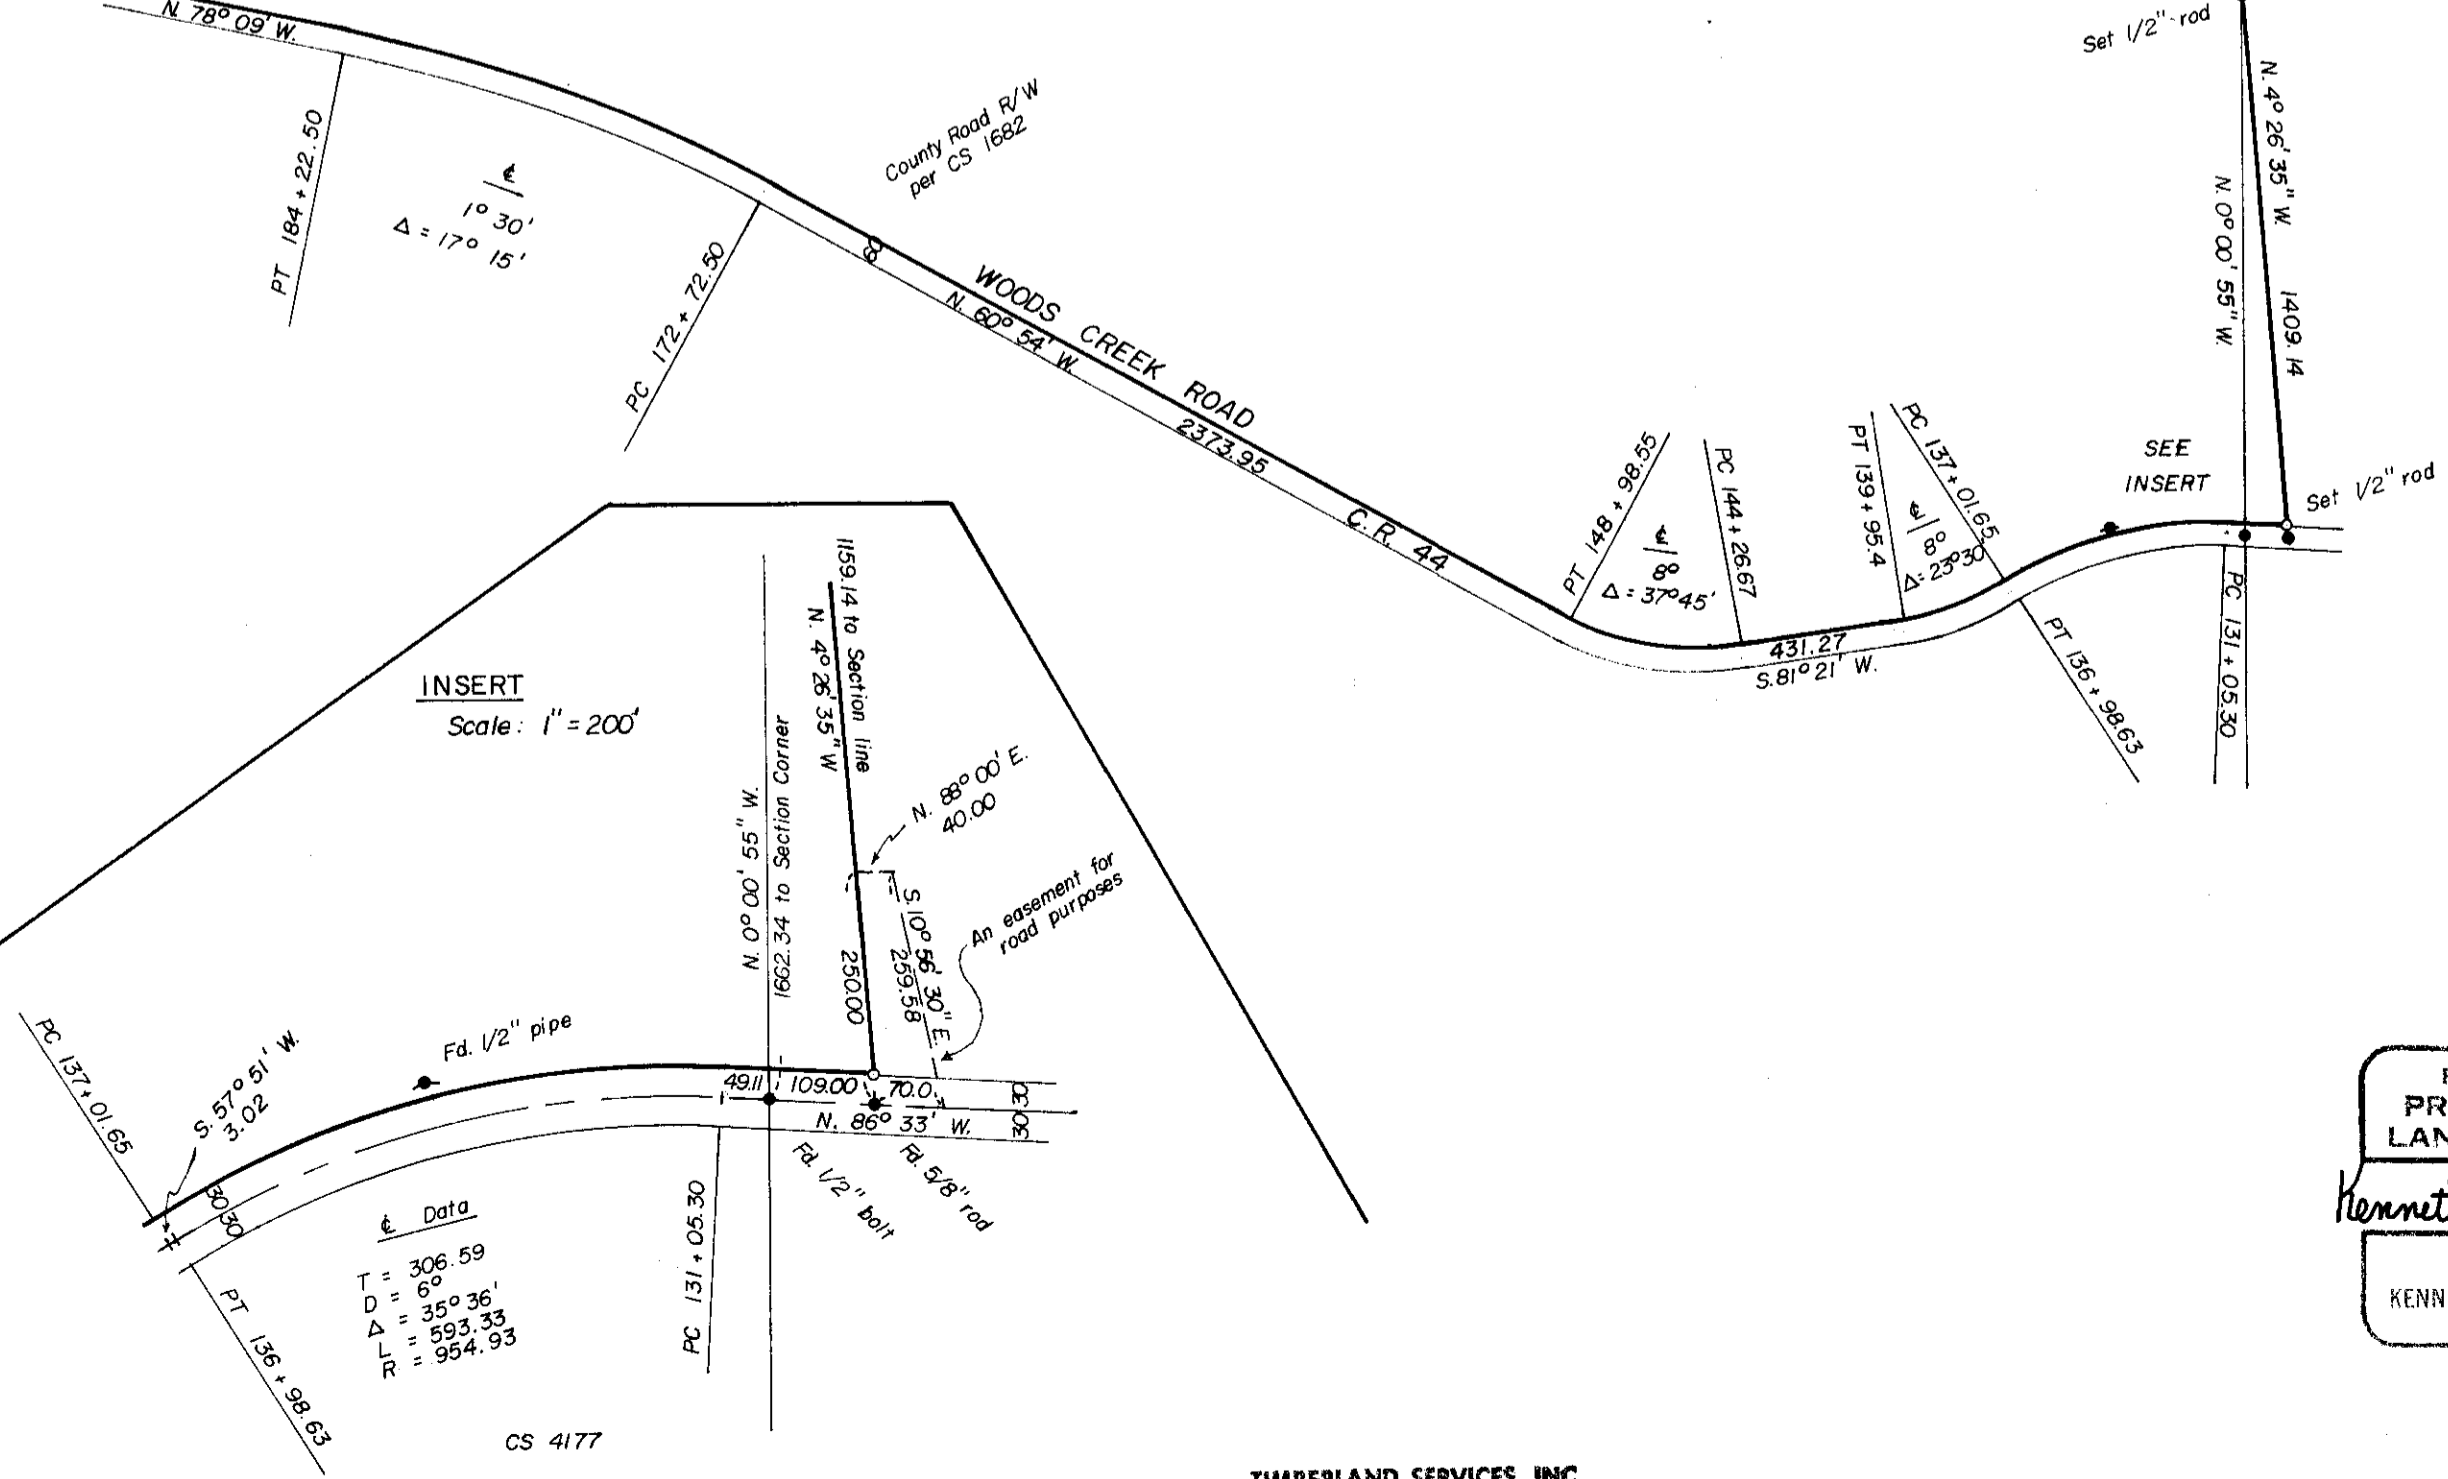 N. 78° 09' W.
PT 184 + 22.50
℄
1° 30'
Δ = 17° 15'
PC 172 + 72.50
County Road R/W
per CS 1682
60
WOODS CREEK ROAD
N. 60° 54' W.
2373.95
C. R. 44
PT 148 + 98.55
℄
8°
Δ = 37° 45'
PC 144 + 26.67
431.27
S. 81° 21' W.
PT 139 + 95.4
℄
8°
Δ = 23° 30'
PC 137 + 01.65
PT 136 + 98.63
SEE
INSERT
PC 131 + 05.30
Set 1/2" rod
N. 4° 26' 35" W.
1409.14
N. 0° 00' 55" W.
Set 1/2" rod
INSERT
Scale: 1" = 200'
1159.14 to Section line
N. 4° 26' 35" W
N. 0° 00' 55" W.
1662.34 to Section Corner
N. 88° 00' E.
40.00
An easement for
road purposes
S. 10° 56' 30" E.
259.58
250.00
Fd. 1/2" pipe
PC 137 + 01.65
S. 57° 51' W.
3.02
30 30
49.11
109.00
70.0
30 30
N. 86° 33' W.
Fd. 1/2" bolt
Fd. 5/8" rod
℄ Data
T = 306.59
D = 6°
Δ = 35° 36'
L = 593.33
R = 954.93
PC 131 + 05.30
PT 136 + 98.63
CS 4177
PR
LAN
Kennet
KENN
TIMBERLAND SERVICES, INC.